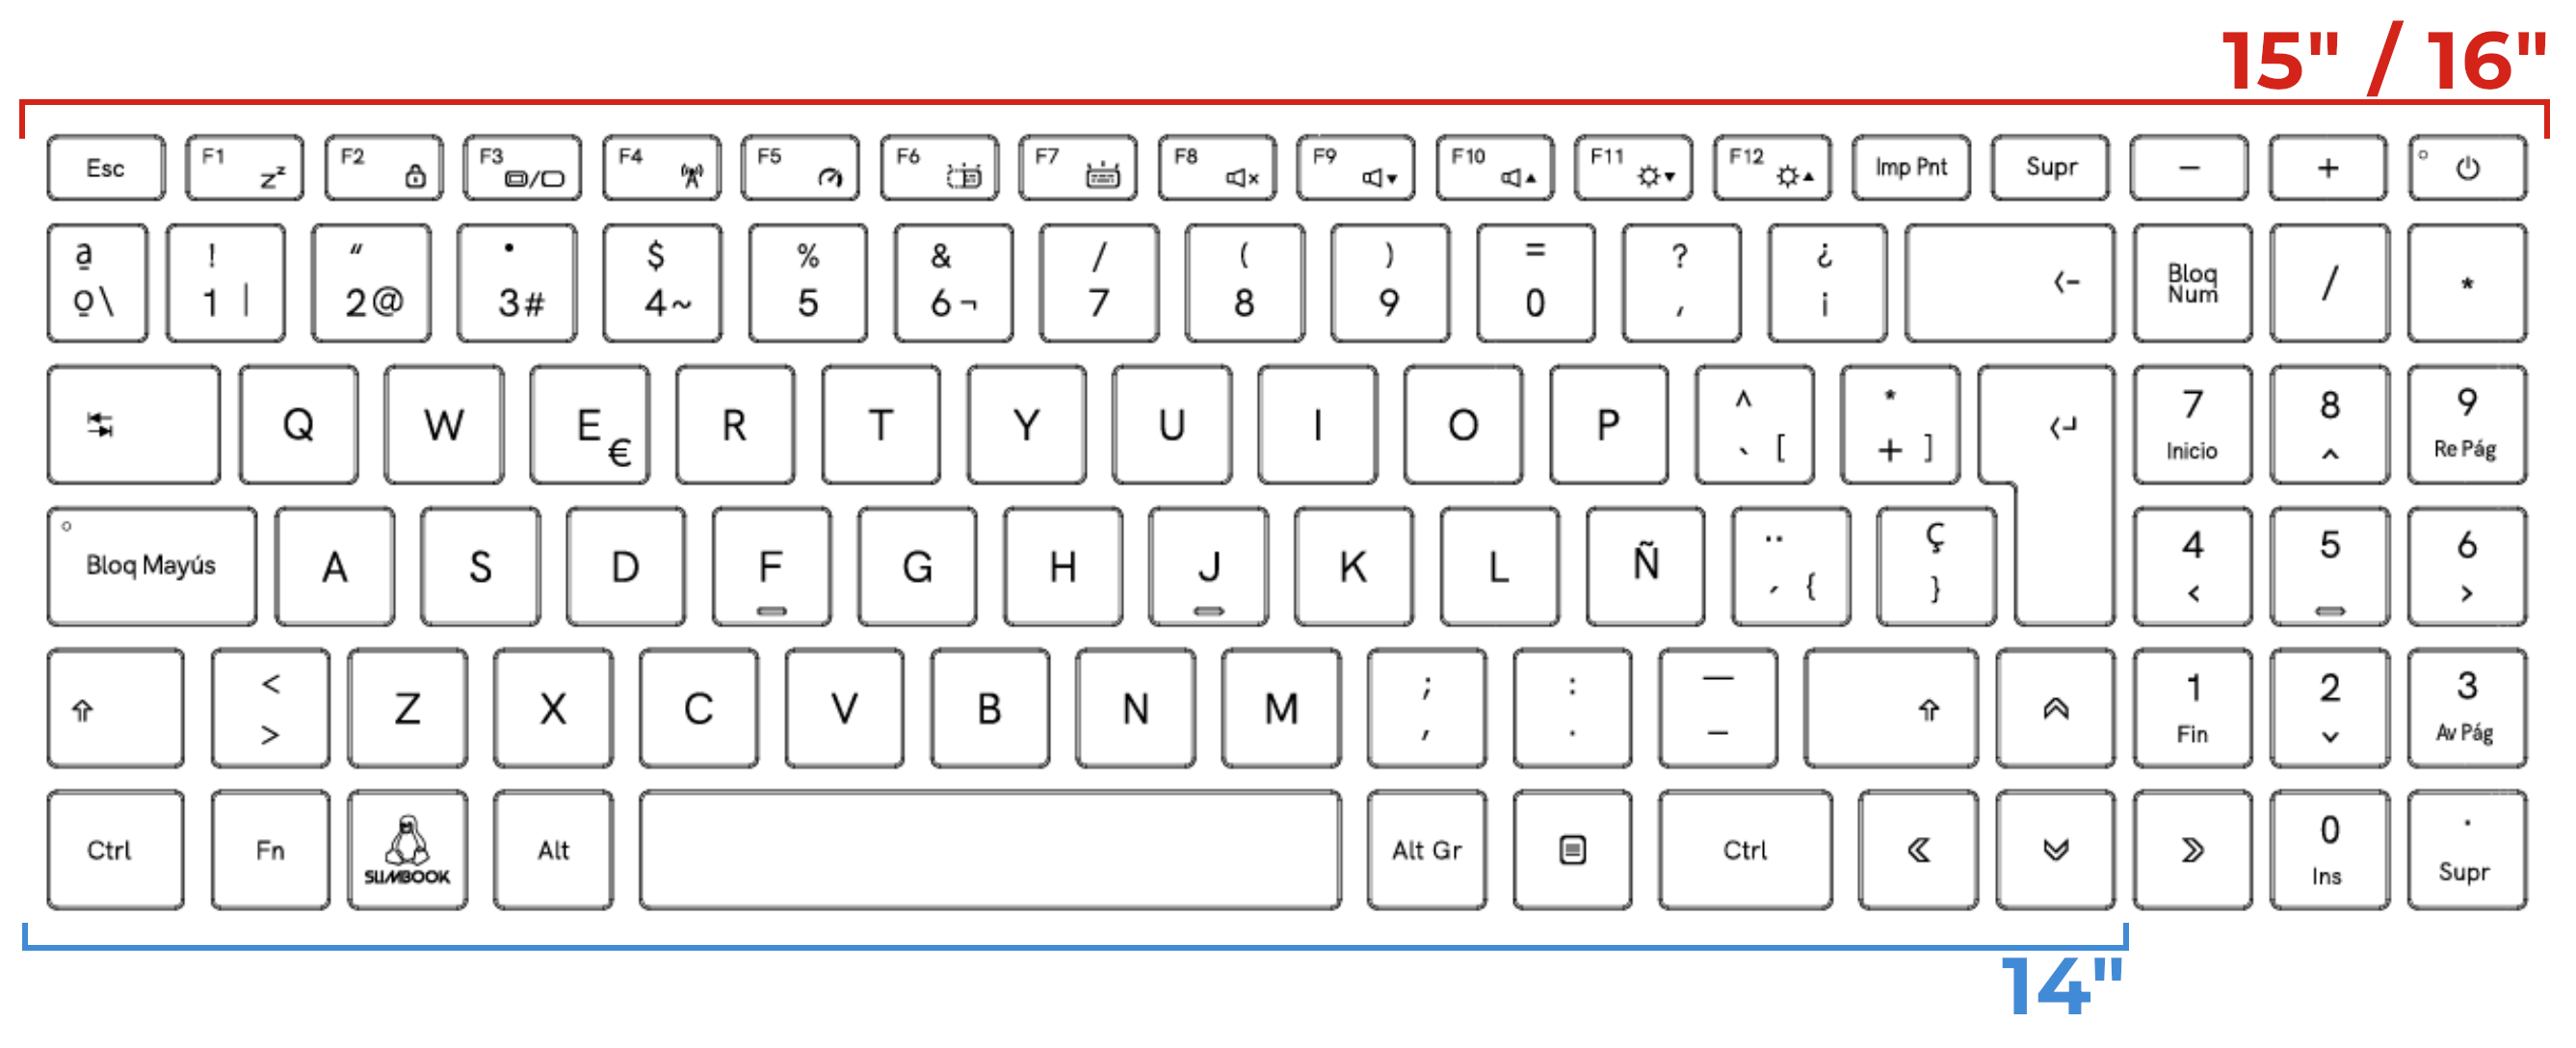 15" / 16"
Esc F1 zᶻ F2 F3 F4 F5 F6 F7 F8 F9 F10 F11 F12 Imp Pnt Supr − +
ª ! “ · $ % & / ( ) = ? ¿
º\ 1 | 2@ 3# 4~ 5 6¬ 7 8 9 0 ' ¡ Bloq Num / *
Q W E € R T Y U I O P ^ ` [ * + ] 7 Inicio 8 ^ 9 Re Pág
Bloq Mayús A S D F G H J K L Ñ ¨ ´ { Ç } 4 < 5 6 >
< > Z X C V B N M ; , : . — – 1 Fin 2 ⌄ 3 Av Pág
Ctrl Fn SLIMBOOK Alt Alt Gr Ctrl 0 Ins . Supr
14"